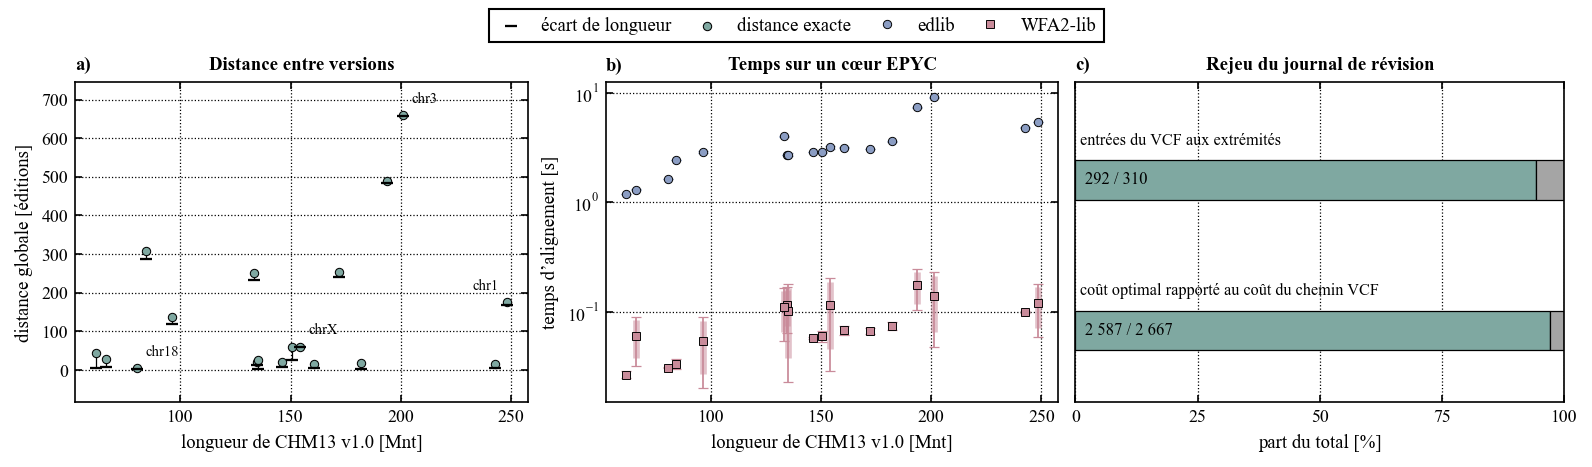 écart de longueur distance exacte edlib WFA2-lib
a) Distance entre versions
700
600
500
400
300
200
100
0
distance globale [éditions]
chr3
chr1
chrX
chr18
100 150 200 250
longueur de CHM13 v1.0 [Mnt]
b) Temps sur un cœur EPYC
10^1
10^0
10^−1
temps d’alignement [s]
100 150 200 250
longueur de CHM13 v1.0 [Mnt]
c) Rejeu du journal de révision
entrées du VCF aux extrémités
292 / 310
coût optimal rapporté au coût du chemin VCF
2 587 / 2 667
0 25 50 75 100
part du total [%]